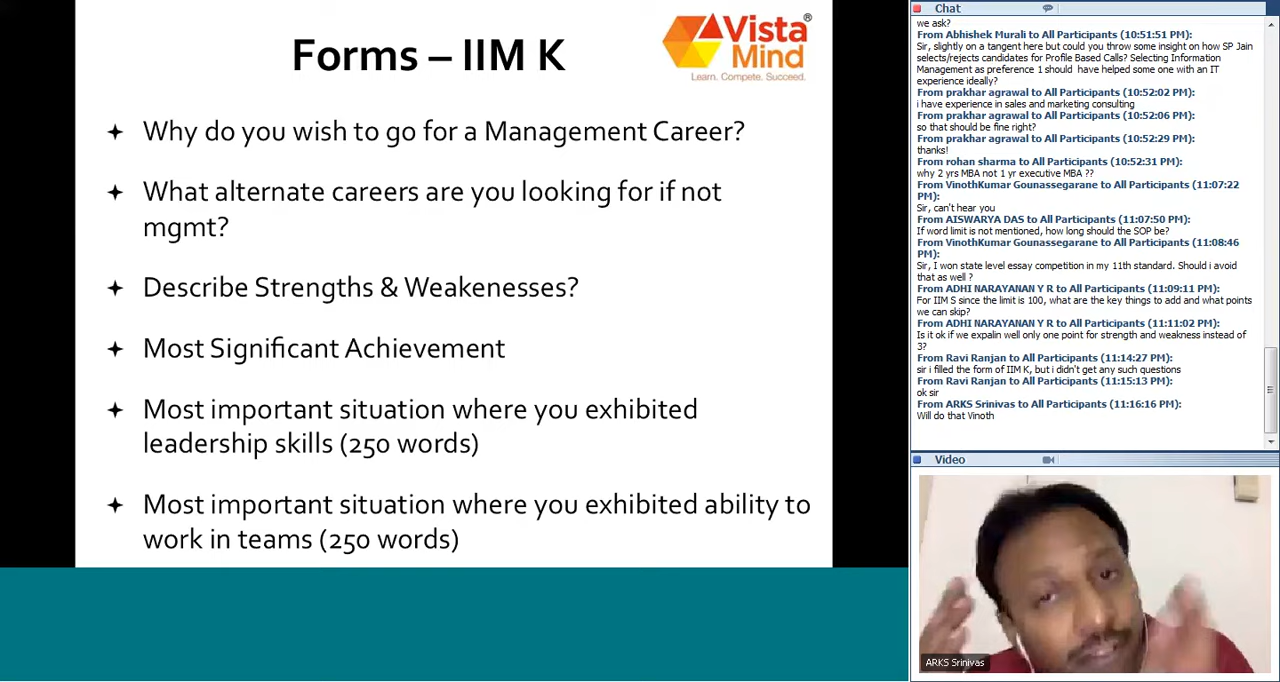 Forms – IIM K
Vista
Mind
®
Learn. Compete. Succeed.
Why do you wish to go for a Management Career?
What alternate careers are you looking for if not
mgmt?
Describe Strengths & Weakenesses?
Most Significant Achievement
Most important situation where you exhibited
leadership skills (250 words)
Most important situation where you exhibited ability to
work in teams (250 words)
Chat
we ask?
From Abhishek Murali to All Participants (10:51:51 PM):
Sir, slightly on a tangent here but could you throw some insight on how SP Jain
selects/rejects candidates for Profile Based Calls? Selecting Information
Management as preference 1 should have helped some one with an IT
experience ideally?
From prakhar agrawal to All Participants (10:52:02 PM):
i have experience in sales and marketing consulting
From prakhar agrawal to All Participants (10:52:06 PM):
so that should be fine right?
From prakhar agrawal to All Participants (10:52:29 PM):
thanks!
From rohan sharma to All Participants (10:52:31 PM):
why 2 yrs MBA not 1 yr executive MBA ??
From VinothKumar Gounassegarane to All Participants (11:07:22
PM):
Sir, can't hear you
From AISWARYA DAS to All Participants (11:07:50 PM):
If word limit is not mentioned, how long should the SOP be?
From VinothKumar Gounassegarane to All Participants (11:08:46
PM):
Sir, I won state level essay competition in my 11th standard. Should i avoid
that as well ?
From ADHI NARAYANAN Y R to All Participants (11:09:11 PM):
For IIM S since the limit is 100, what are the key things to add and what points
we can skip?
From ADHI NARAYANAN Y R to All Participants (11:11:02 PM):
Is it ok if we expalin well only one point for strength and weakness instead of
3?
From Ravi Ranjan to All Participants (11:14:27 PM):
sir i filled the form of IIM K, but i didn't get any such questions
From Ravi Ranjan to All Participants (11:15:13 PM):
ok sir
From ARKS Srinivas to All Participants (11:16:16 PM):
Will do that Vinoth
Video
ARKS Srinivas